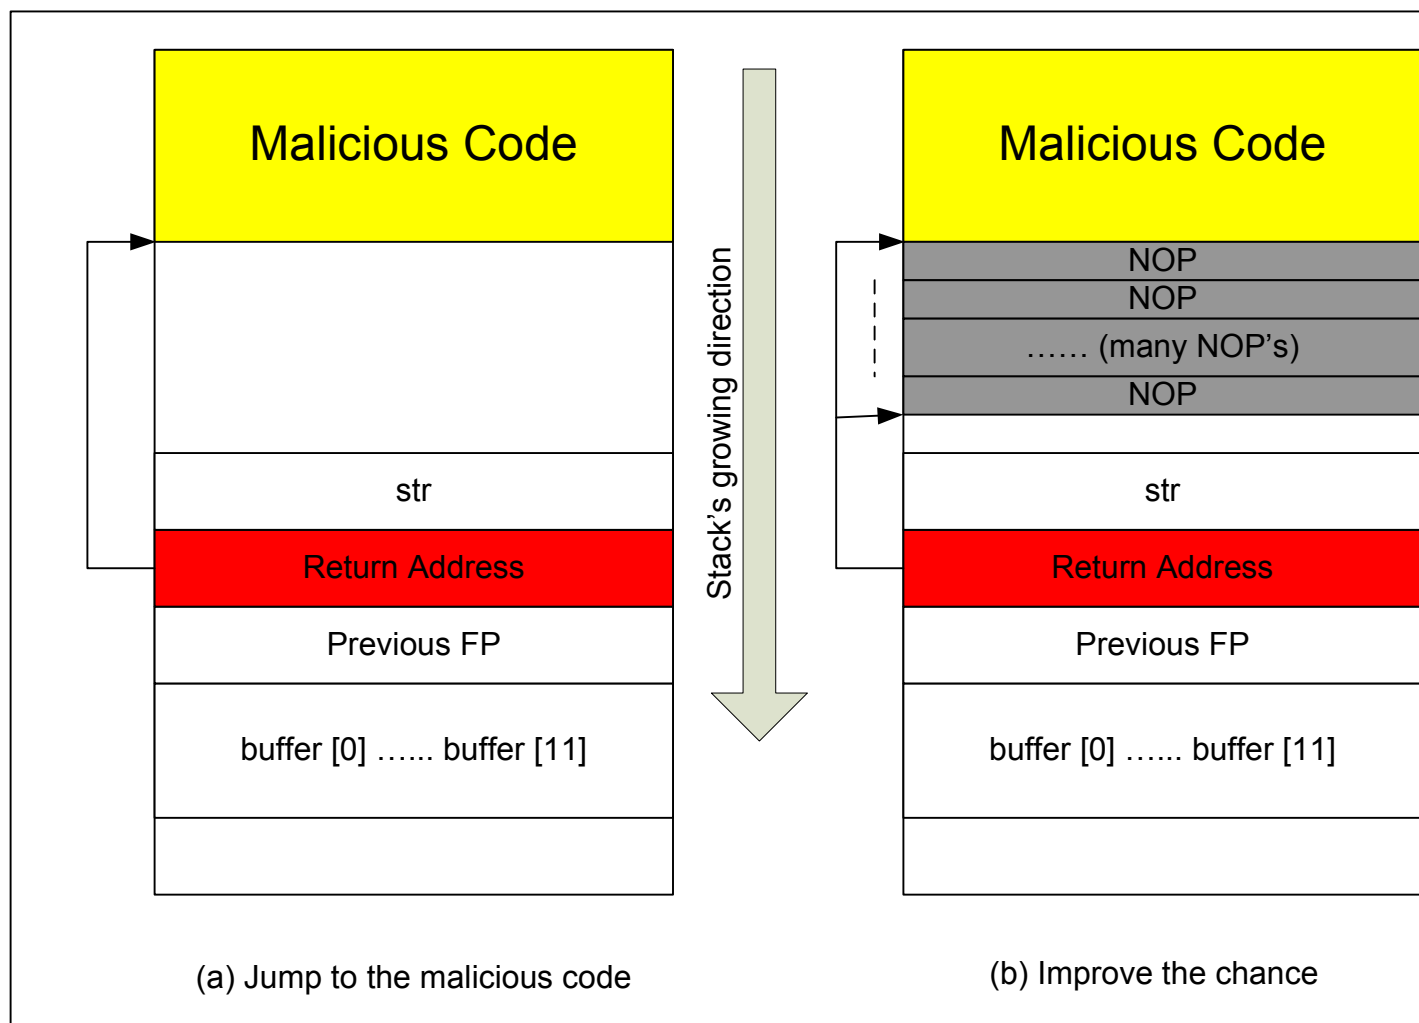 Malicious Code
str
Return Address
Previous FP
buffer [0] …... buffer [11]
(a) Jump to the malicious code
Stack’s growing direction
Malicious Code
NOP
NOP
…… (many NOP’s)
NOP
str
Return Address
Previous FP
buffer [0] …... buffer [11]
(b) Improve the chance